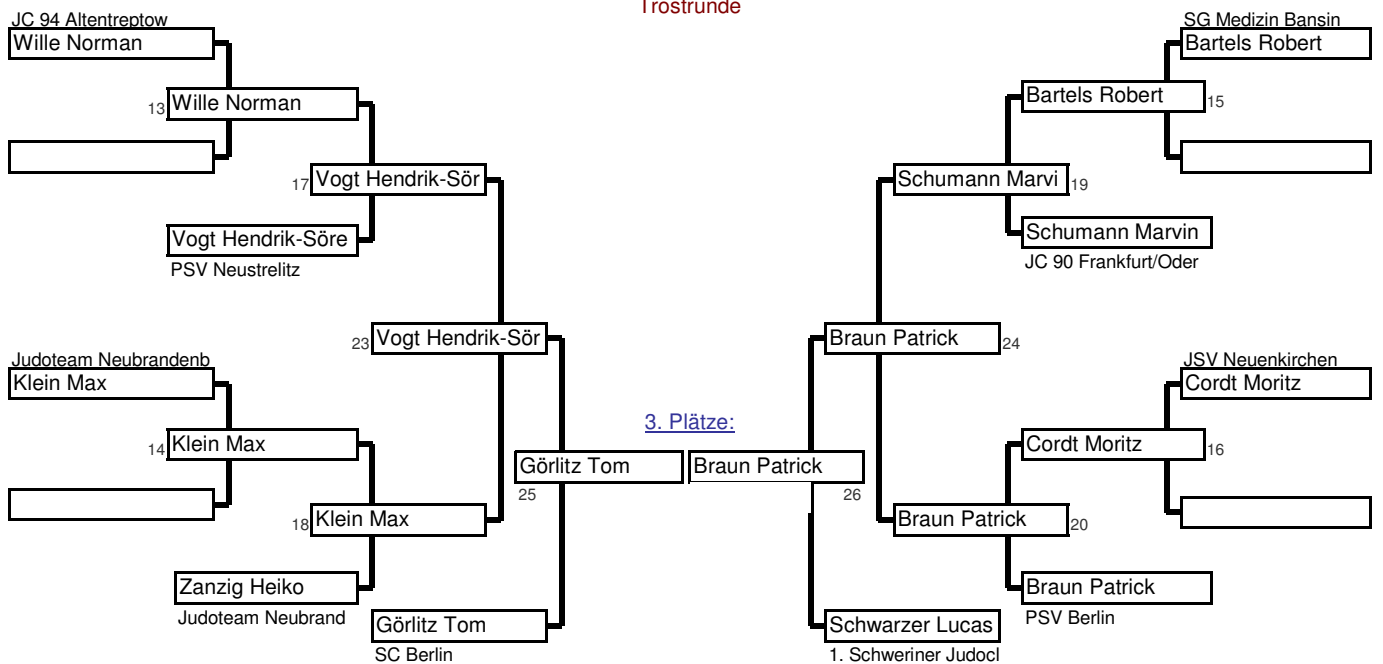 Trostrunde
JC 94 Altentreptow
SG Medizin Bansin
Wille Norman
Bartels Robert
13 Wille Norman
Bartels Robert 15
17 Vogt Hendrik-Sör
Schumann Marvi 19
Vogt Hendrik-Söre
Schumann Marvin
PSV Neustrelitz
JC 90 Frankfurt/Oder
23 Vogt Hendrik-Sör
Braun Patrick 24
Judoteam Neubrandenb
JSV Neuenkirchen
Klein Max
Cordt Moritz
3. Plätze:
14 Klein Max
Cordt Moritz 16
Görlitz Tom
Braun Patrick
25
26
18 Klein Max
Braun Patrick 20
Zanzig Heiko
Braun Patrick
Judoteam Neubrand
PSV Berlin
Görlitz Tom
Schwarzer Lucas
SC Berlin
1. Schweriner Judocl